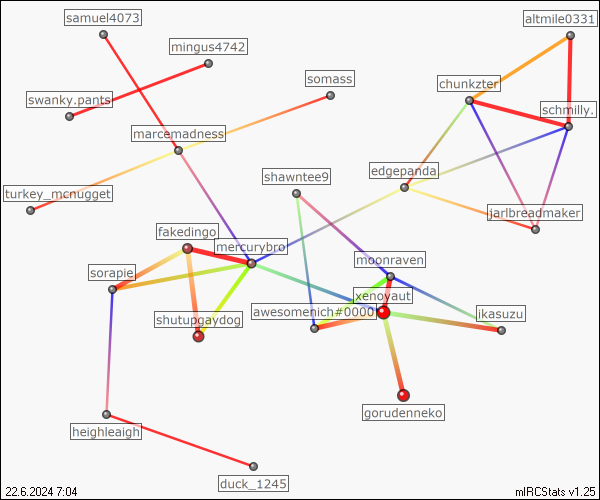 samuel4073
altmile0331
mingus4742
somass
chunkzter
swanky.pants
schmilly.
marcemadness
edgepanda
shawntee9
turkey_mcnugget
jarlbreadmaker
fakedingo
mercurybro
moonraven
sorapie
xenoyaut
shutupgaydog
awesomenich#0000
ikasuzu
gorudenneko
heighleaigh
duck_1245
22.6.2024 7:04
mIRCStats v1.25